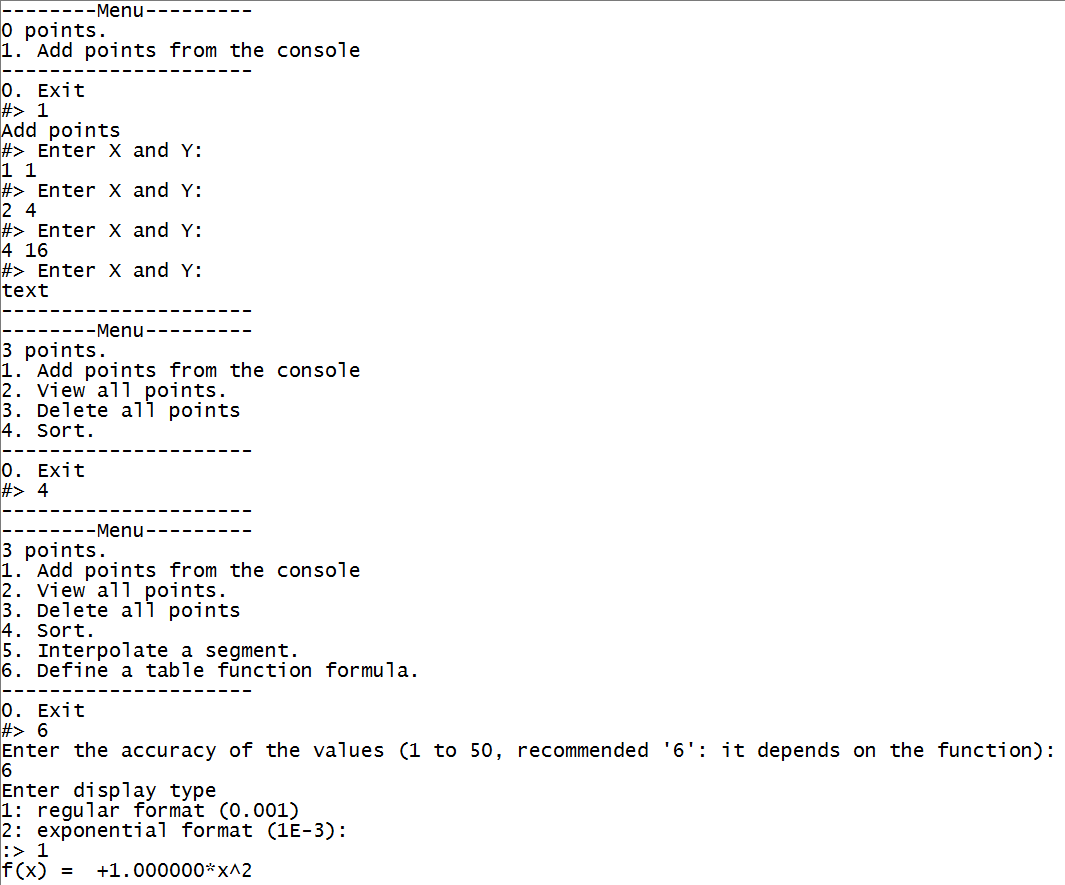 --------Menu---------
0 points.
1. Add points from the console
---------------------
0. Exit
#> 1
Add points
#> Enter X and Y:
1 1
#> Enter X and Y:
2 4
#> Enter X and Y:
4 16
#> Enter X and Y:
text
---------------------
--------Menu---------
3 points.
1. Add points from the console
2. View all points.
3. Delete all points
4. Sort.
---------------------
0. Exit
#> 4
---------------------
--------Menu---------
3 points.
1. Add points from the console
2. View all points.
3. Delete all points
4. Sort.
5. Interpolate a segment.
6. Define a table function formula.
---------------------
0. Exit
#> 6
Enter the accuracy of the values (1 to 50, recommended '6': it depends on the function):
6
Enter display type
1: regular format (0.001)
2: exponential format (1E-3):
:> 1
f(x) =  +1.000000*x^2